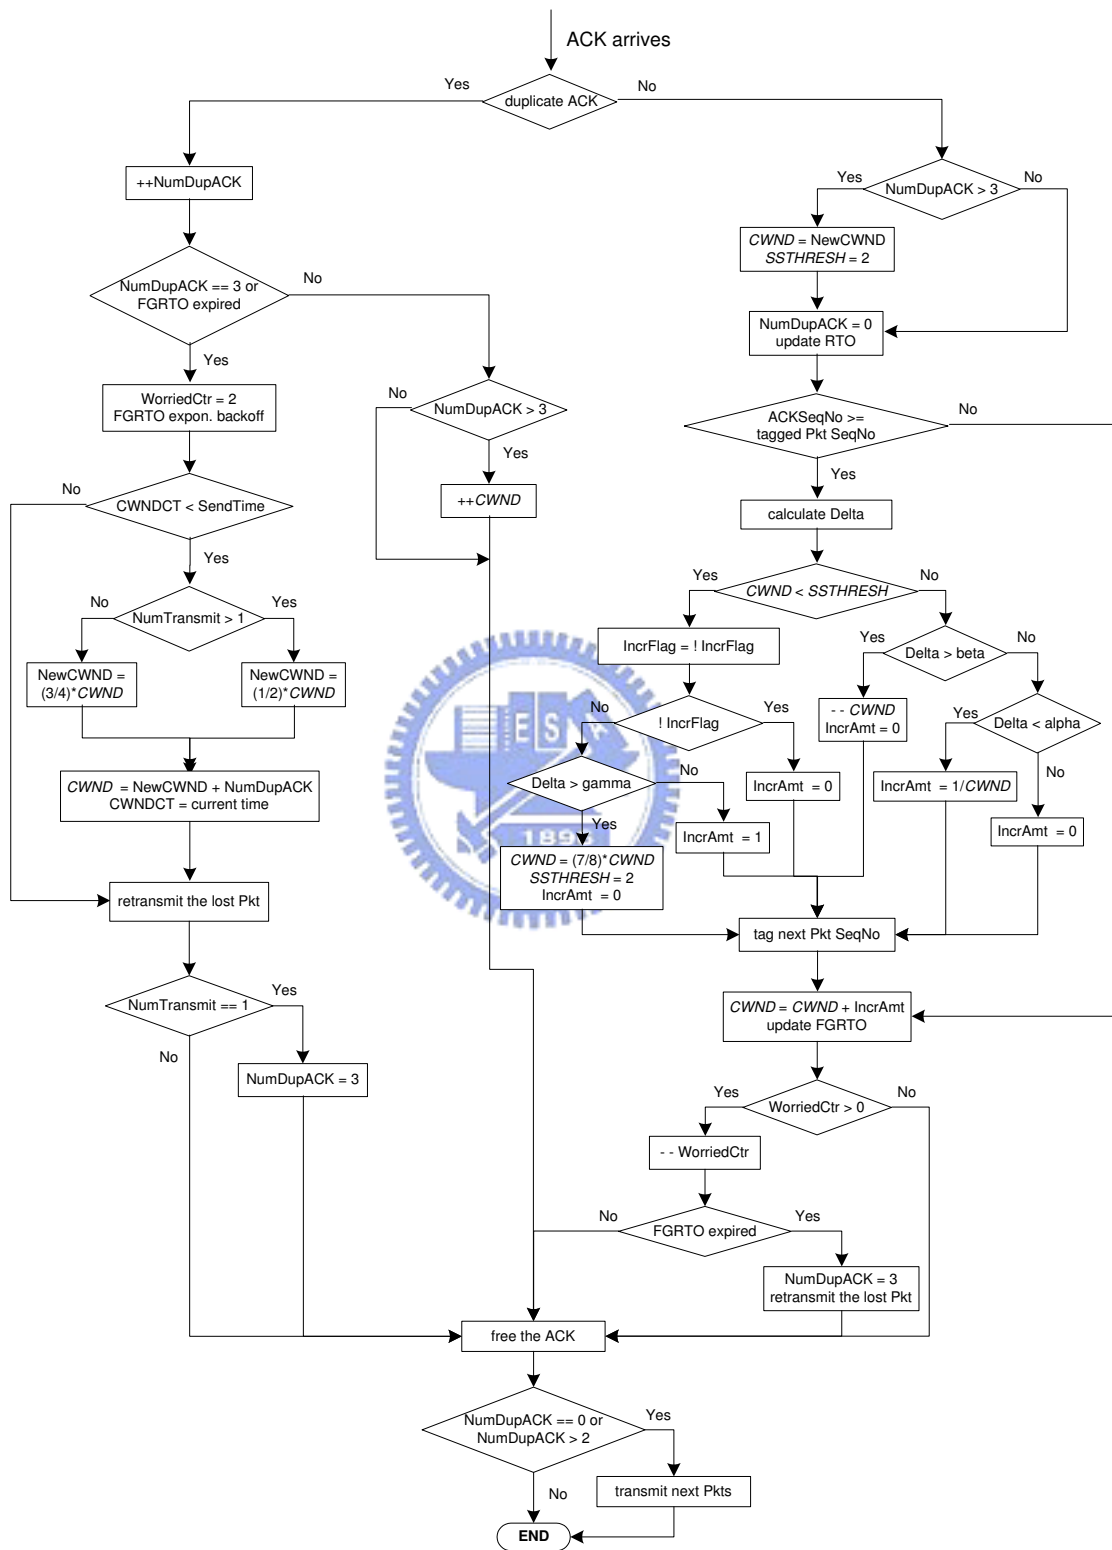 ACK arrives
Yes
duplicate ACK
No
++NumDupACK
Yes
NumDupACK > 3
No
CWND = NewCWND
SSTHRESH = 2
NumDupACK == 3 or
FGRTO expired
No
NumDupACK = 0
update RTO
Yes
WorriedCtr = 2
FGRTO expon. backoff
No
NumDupACK > 3
Yes
ACKSeqNo >=
tagged Pkt SeqNo
No
Yes
No
CWNDCT < SendTime
Yes
++CWND
calculate Delta
Yes
CWND < SSTHRESH
No
No
NumTransmit > 1
Yes
IncrFlag = ! IncrFlag
Yes
Delta > beta
No
NewCWND =
(3/4)*CWND
NewCWND =
(1/2)*CWND
No
! IncrFlag
Yes
- - CWND
IncrAmt = 0
Yes
Delta < alpha
No
CWND = NewCWND + NumDupACK
CWNDCT = current time
Delta > gamma
No
Yes
IncrAmt = 0
IncrAmt = 1/CWND
IncrAmt = 1
IncrAmt = 0
E S
1896
CWND = (7/8)*CWND
SSTHRESH = 2
IncrAmt = 0
retransmit the lost Pkt
tag next Pkt SeqNo
NumTransmit == 1
Yes
No
CWND = CWND + IncrAmt
update FGRTO
NumDupACK = 3
Yes
WorriedCtr > 0
No
- - WorriedCtr
No
FGRTO expired
Yes
NumDupACK = 3
retransmit the lost Pkt
free the ACK
NumDupACK == 0 or
NumDupACK > 2
Yes
No
transmit next Pkts
END